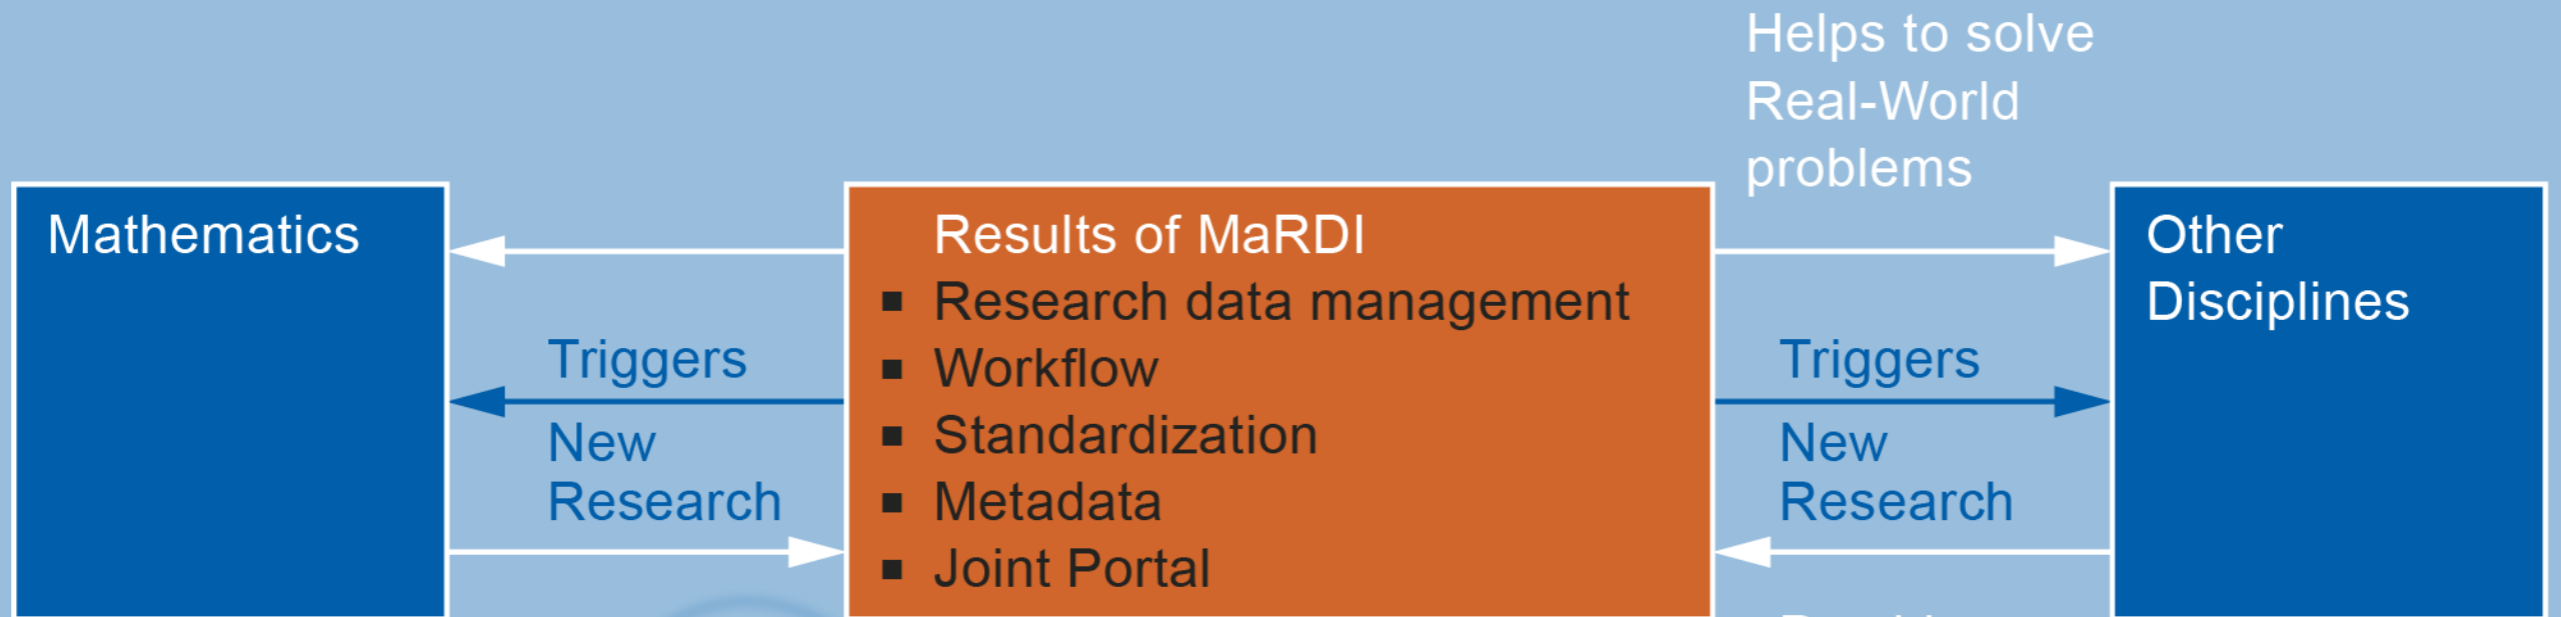 Helps to solve
Real-World
problems
Mathematics
Results of MaRDI
▪ Research data management
▪ Workflow
▪ Standardization
▪ Metadata
▪ Joint Portal
Other
Disciplines
Triggers
New
Research
Triggers
New
Research